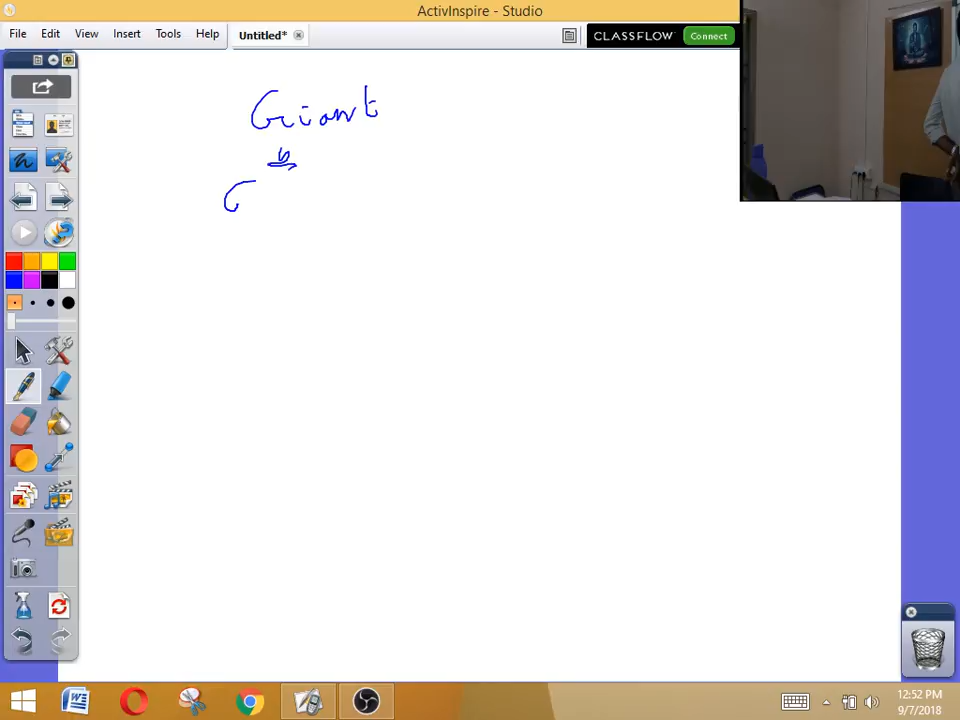 ActivInspire - Studio
File Edit View Insert Tools Help Untitled* CLASSFLOW Connect
Giant
G
12:52 PM
9/7/2018